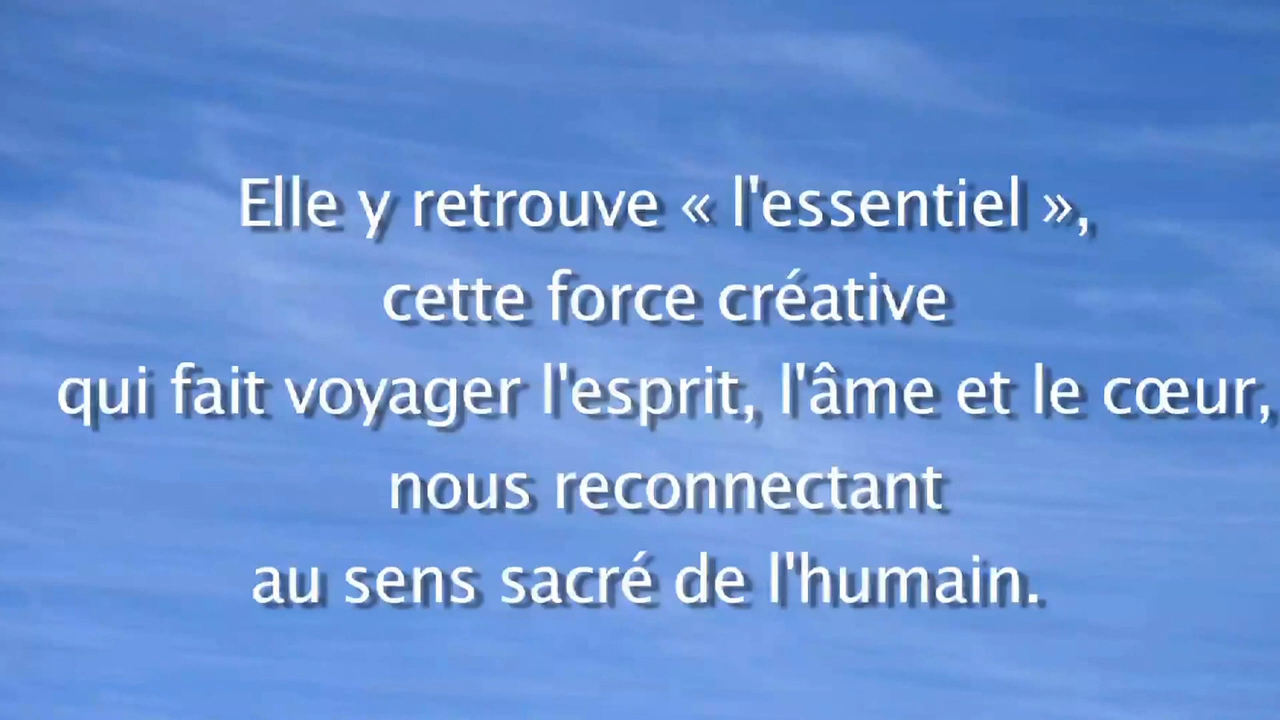 Elle y retrouve « l'essentiel »,
cette force créative
qui fait voyager l'esprit, l'âme et le cœur,
nous reconnectant
au sens sacré de l'humain.